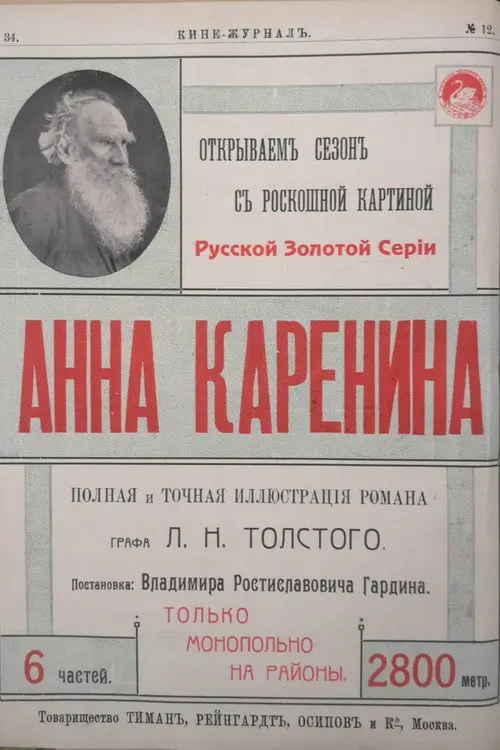 34.
КИНЕ-ЖУРНАЛЪ.
№ 12.
ОТКРЫВАЕМЪ СЕЗОНЪ
СЪ РОСКОШНОЙ КАРТИНОЙ
Русской Золотой Серіи
АННА КАРЕНИНА
ПОЛНАЯ и ТОЧНАЯ ИЛЛЮСТРАЦІЯ РОМАНА
ГРАФА Л. Н. ТОЛСТОГО.
Постановка: Владимира Ростиславовича Гардина.
ТОЛЬКО
МОНОПОЛЬНО
НА РАЙОНЫ.
6 частей.
2800 метр.
Товарищество ТИМАНЪ, РЕЙНГАРДТЪ, ОСИПОВЪ и Ко, Москва.